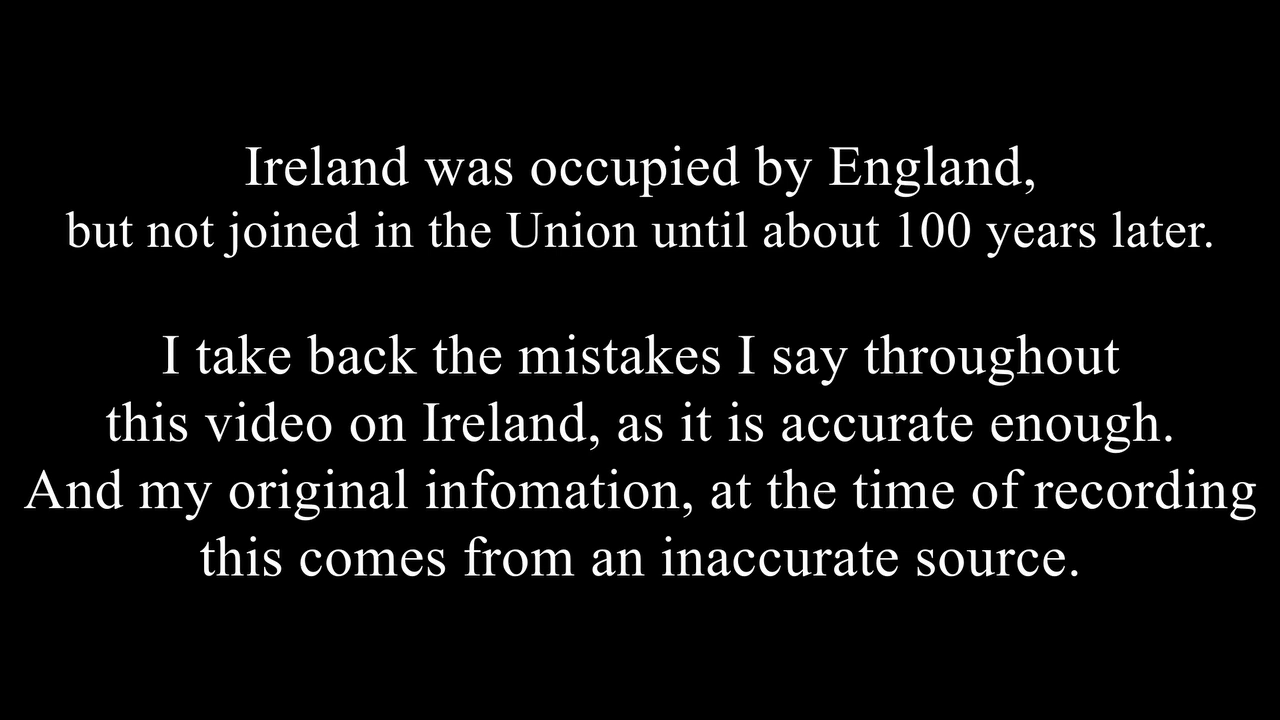 Ireland was occupied by England,
but not joined in the Union until about 100 years later.
I take back the mistakes I say throughout
this video on Ireland, as it is accurate enough.
And my original infomation, at the time of recording
this comes from an inaccurate source.